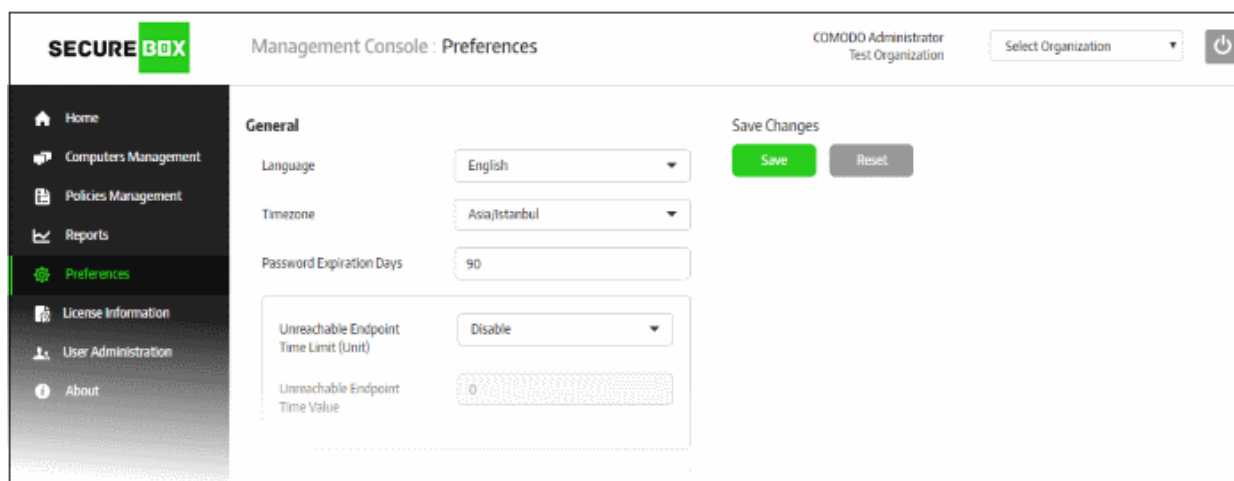 SECURE BOX
Management Console : Preferences
COMODO Administrator
Test Organization
Select Organization
Home
Computers Management
Policies Management
Reports
Preferences
License Information
User Administration
About
General
Language
English
Timezone
Asia/Istanbul
Password Expiration Days
90
Unreachable Endpoint
Time Limit (Unit)
Disable
Unreachable Endpoint
Time Value
0
Save Changes
Save
Reset